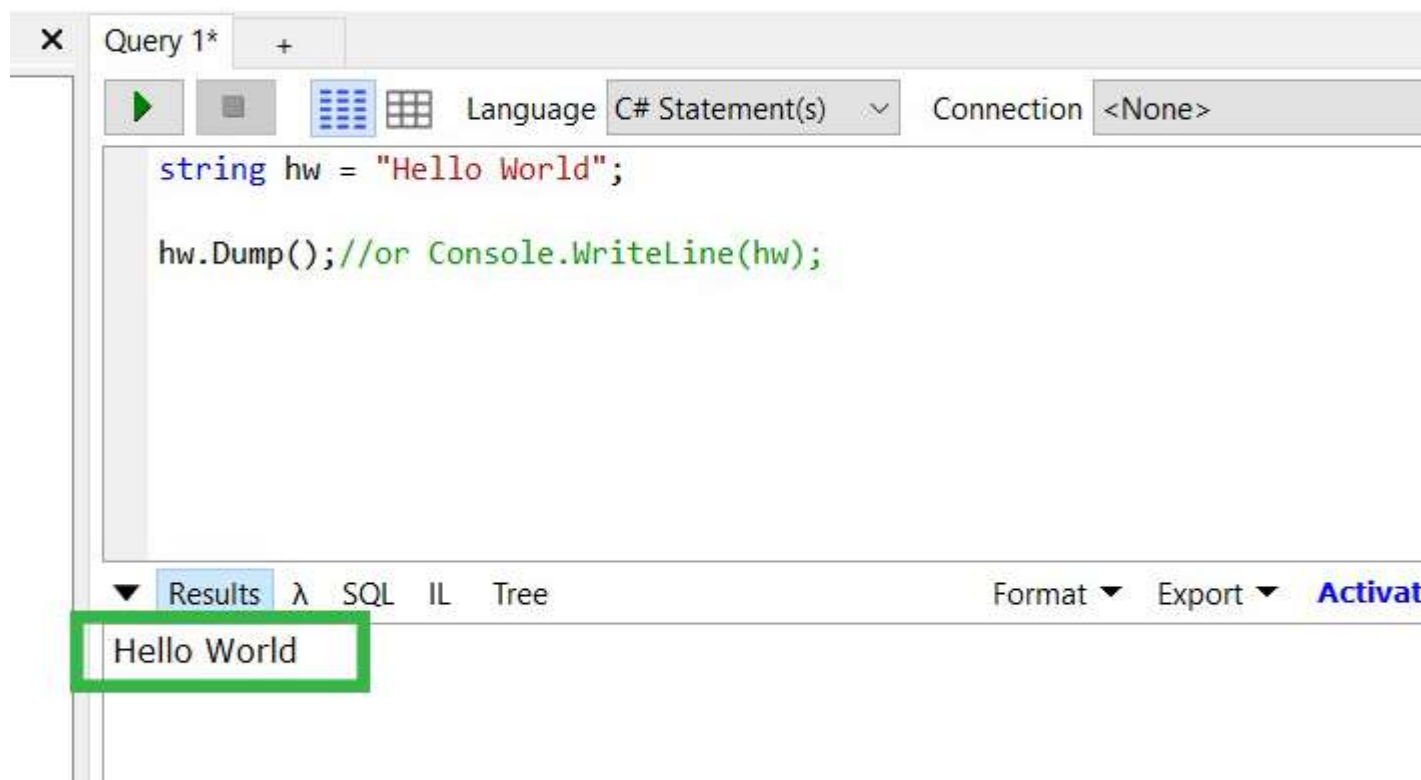 Query 1* +
Language C# Statement(s) Connection <None>
string hw = "Hello World";
hw.Dump();//or Console.WriteLine(hw);
Results λ SQL IL Tree Format Export Activat
Hello World